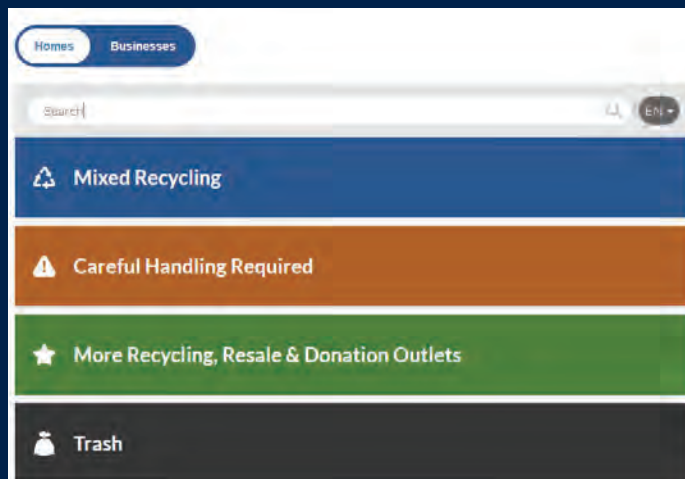 Homes Businesses
Search EN
Mixed Recycling
Careful Handling Required
More Recycling, Resale & Donation Outlets
Trash